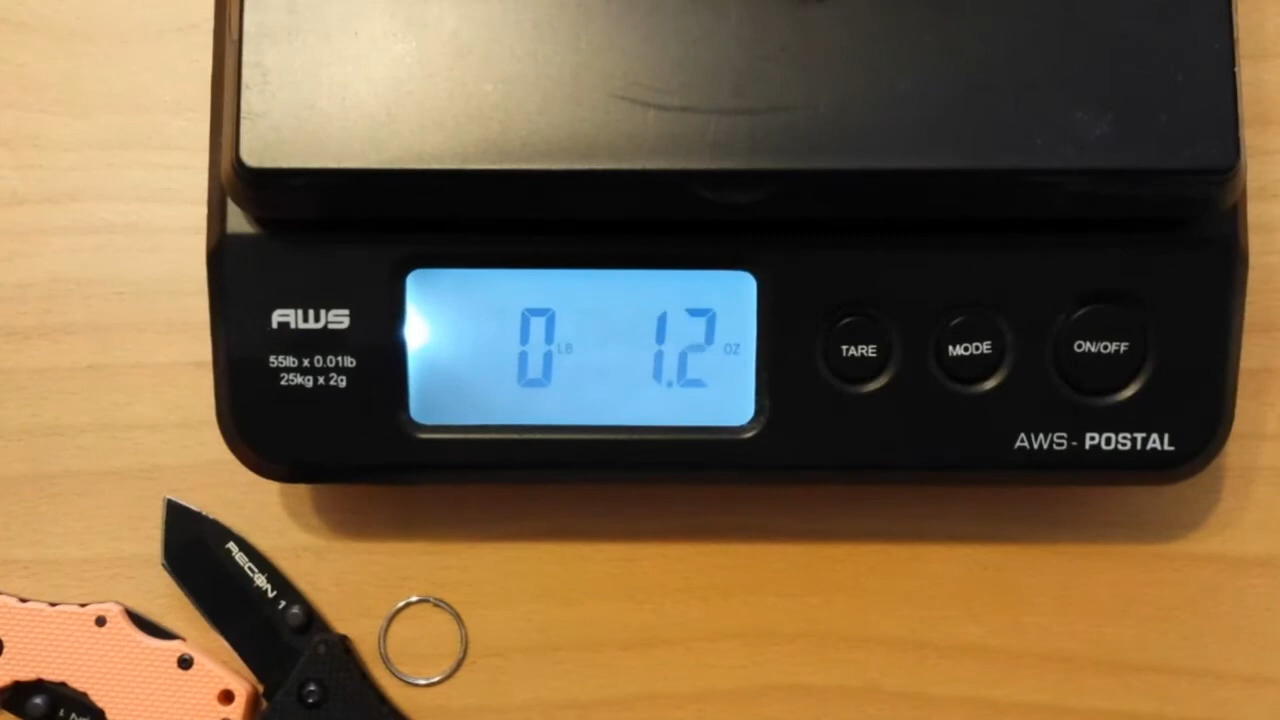 AWS
55lb x 0.01lb
25kg x 2g
0 LB 1.2 OZ
TARE
MODE
ON/OFF
AWS- POSTAL
RECON 1